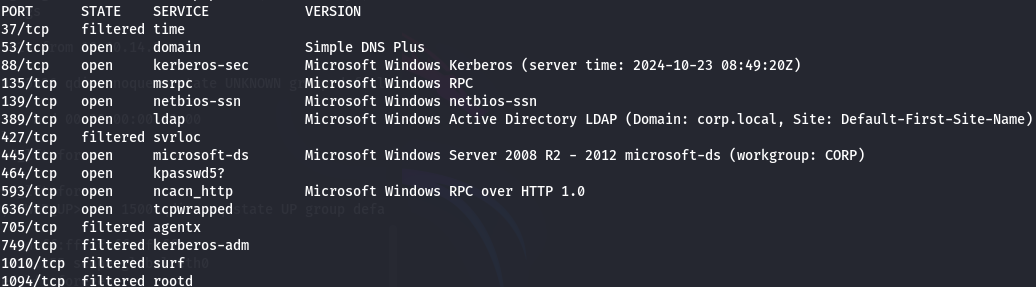 PORT STATE SERVICE VERSION
37/tcp filtered time
53/tcp open domain Simple DNS Plus
88/tcp open kerberos-sec Microsoft Windows Kerberos (server time: 2024-10-23 08:49:20Z)
135/tcp open msrpc Microsoft Windows RPC
139/tcp open netbios-ssn Microsoft Windows netbios-ssn
389/tcp open ldap Microsoft Windows Active Directory LDAP (Domain: corp.local, Site: Default-First-Site-Name)
427/tcp filtered svrloc
445/tcp open microsoft-ds Microsoft Windows Server 2008 R2 - 2012 microsoft-ds (workgroup: CORP)
464/tcp open kpasswd5?
593/tcp open ncacn_http Microsoft Windows RPC over HTTP 1.0
636/tcp open tcpwrapped
705/tcp filtered agentx
749/tcp filtered kerberos-adm
1010/tcp filtered surf
1094/tcp filtered rootd